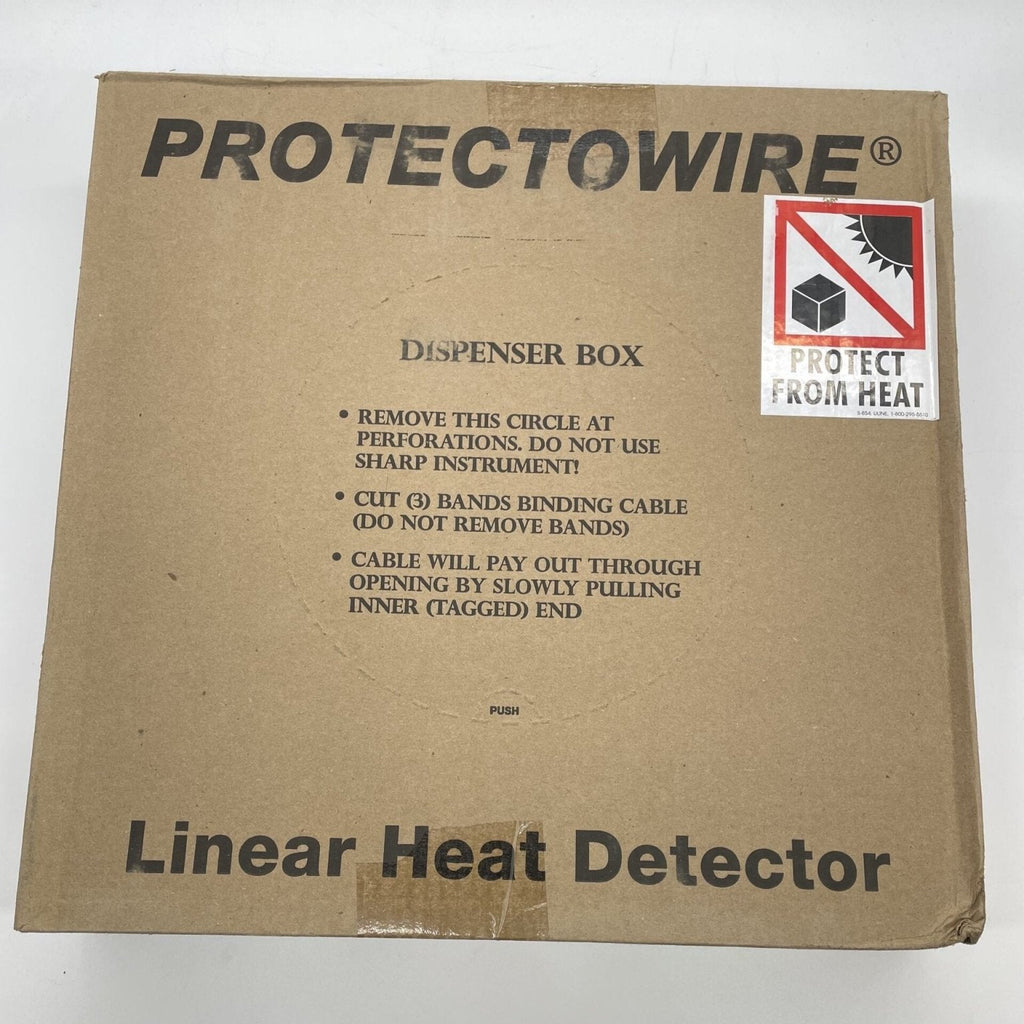 PROTECTOWIRE®
PROTECT
FROM HEAT
DISPENSER BOX
• REMOVE THIS CIRCLE AT
PERFORATIONS. DO NOT USE
SHARP INSTRUMENT!
• CUT (3) BANDS BINDING CABLE
(DO NOT REMOVE BANDS)
• CABLE WILL PAY OUT THROUGH
OPENING BY SLOWLY PULLING
INNER (TAGGED) END
PUSH
Linear Heat Detector